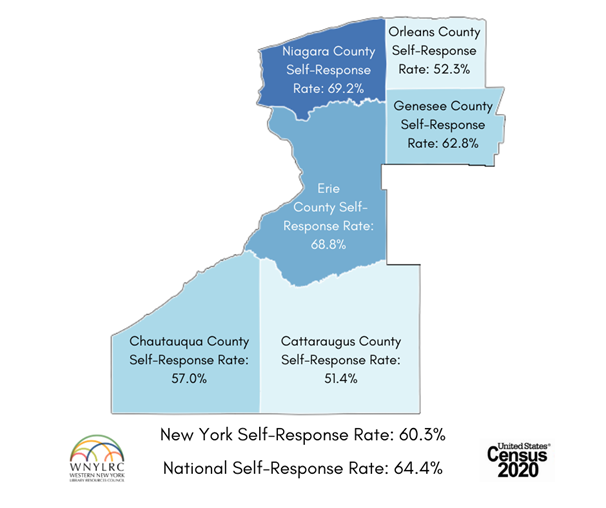 Niagara County
Self-Response
Rate: 69.2%
Orleans County
Self-Response
Rate: 52.3%
Genesee County
Self-Response
Rate: 62.8%
Erie
County Self-
Response Rate:
68.8%
Chautauqua County
Self-Response Rate:
57.0%
Cattaraugus County
Self-Response Rate:
51.4%
New York Self-Response Rate: 60.3%
National Self-Response Rate: 64.4%
WNYLRC
WESTERN NEW YORK
LIBRARY RESOURCES COUNCIL
United States®
Census
2020